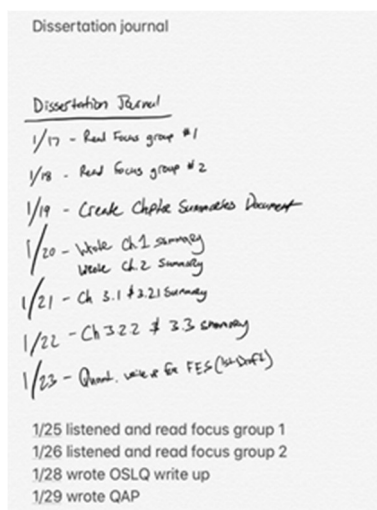 Dissertation journal
Dissertation Journal
1/17 - Read Focus group #1
1/18 - Read focus group #2
1/19 - Create Chapter Summaries Document
1/20 - Wrote Ch.1 summary
Wrote Ch.2 Summary
1/21 - Ch 3.1 & 3.21 Summary
1/22 - Ch 3.22 & 3.3 summary
1/23 - Quant. write up for FES (1st Draft)
1/25 listened and read focus group 1
1/26 listened and read focus group 2
1/28 wrote OSLQ write up
1/29 wrote QAP